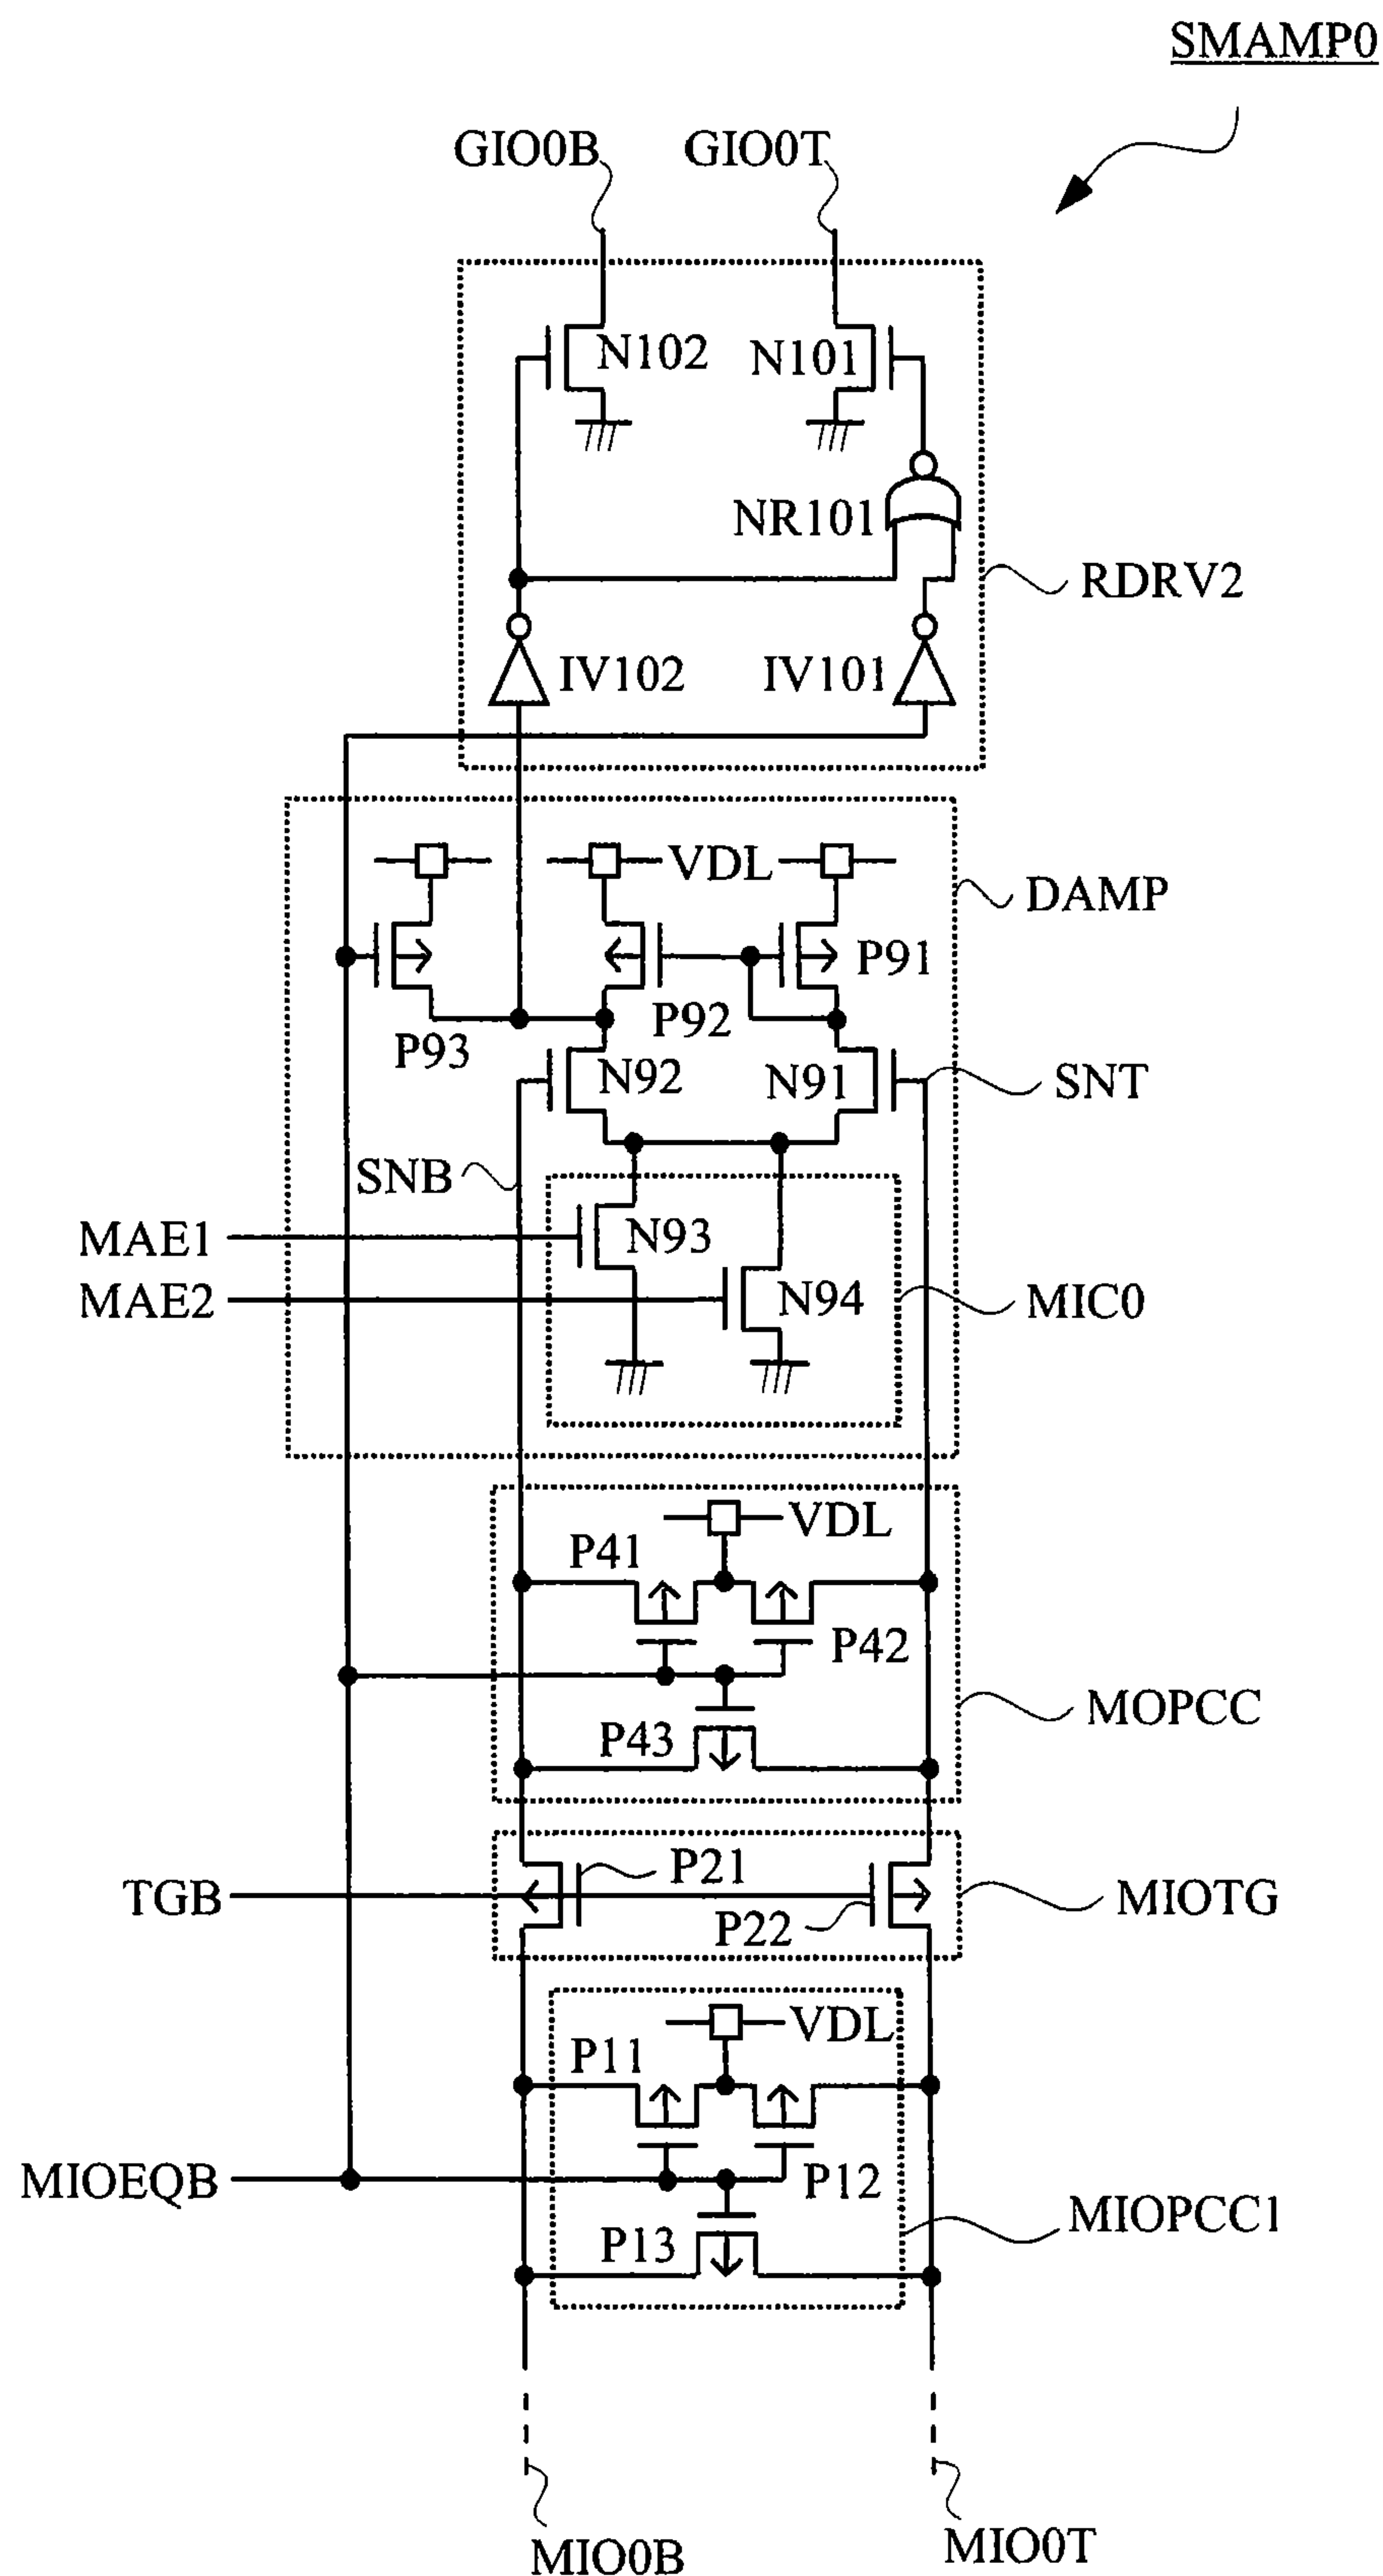 SMAMP0
GIO0B GIO0T
N102 N101
NR101
RDRV2
IV102 IV101
VDL
DAMP
P91
P92
P93
N92 N91 SNT
SNB
MAE1 N93
MAE2 N94 MIC0
VDL
P41
P42
MOPCC
P43
P21
TGB MIOTG
P22
VDL
P11
MIOEQB P12
MIOPCC1
P13
MIO0B MIO0T